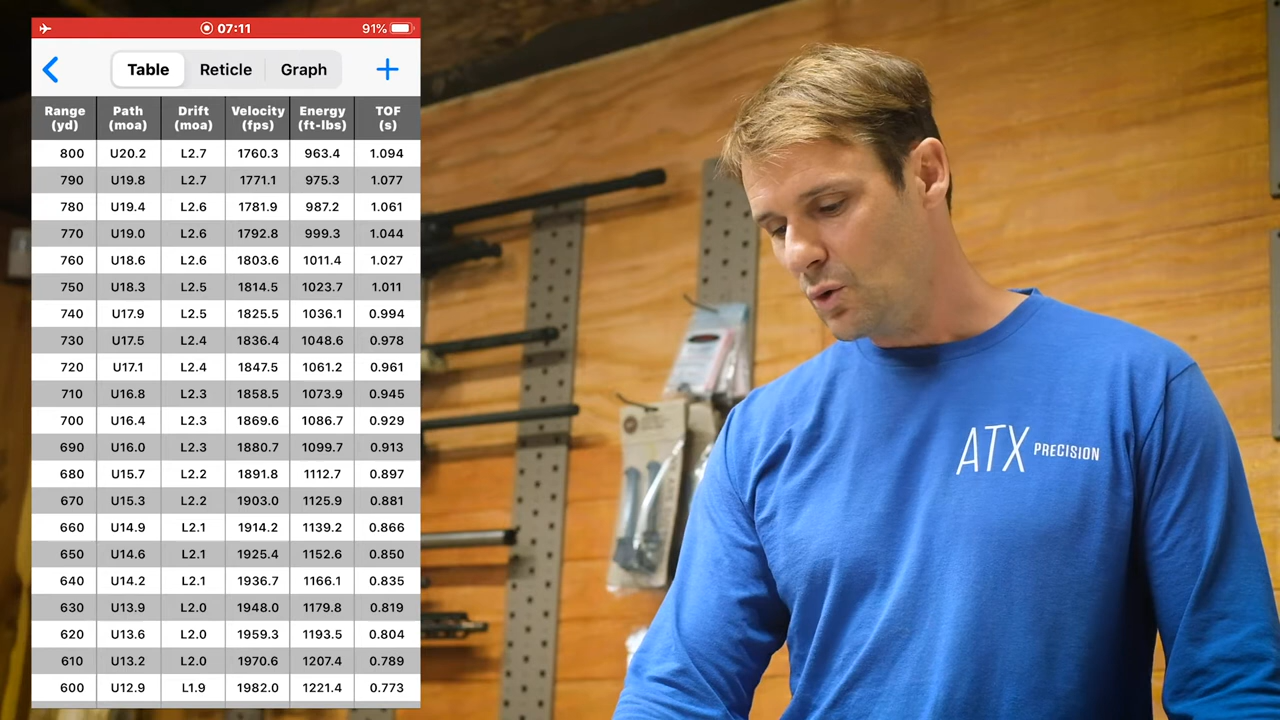 07:11 91%
Table Reticle Graph +
Range (yd) Path (moa) Drift (moa) Velocity (fps) Energy (ft-lbs) TOF (s)
800 U20.2 L2.7 1760.3 963.4 1.094
790 U19.8 L2.7 1771.1 975.3 1.077
780 U19.4 L2.6 1781.9 987.2 1.061
770 U19.0 L2.6 1792.8 999.3 1.044
760 U18.6 L2.6 1803.6 1011.4 1.027
750 U18.3 L2.5 1814.5 1023.7 1.011
740 U17.9 L2.5 1825.5 1036.1 0.994
730 U17.5 L2.4 1836.4 1048.6 0.978
720 U17.1 L2.4 1847.5 1061.2 0.961
710 U16.8 L2.3 1858.5 1073.9 0.945
700 U16.4 L2.3 1869.6 1086.7 0.929
690 U16.0 L2.3 1880.7 1099.7 0.913
680 U15.7 L2.2 1891.8 1112.7 0.897
670 U15.3 L2.2 1903.0 1125.9 0.881
660 U14.9 L2.1 1914.2 1139.2 0.866
650 U14.6 L2.1 1925.4 1152.6 0.850
640 U14.2 L2.1 1936.7 1166.1 0.835
630 U13.9 L2.0 1948.0 1179.8 0.819
620 U13.6 L2.0 1959.3 1193.5 0.804
610 U13.2 L2.0 1970.6 1207.4 0.789
600 U12.9 L1.9 1982.0 1221.4 0.773
ATX PRECISION